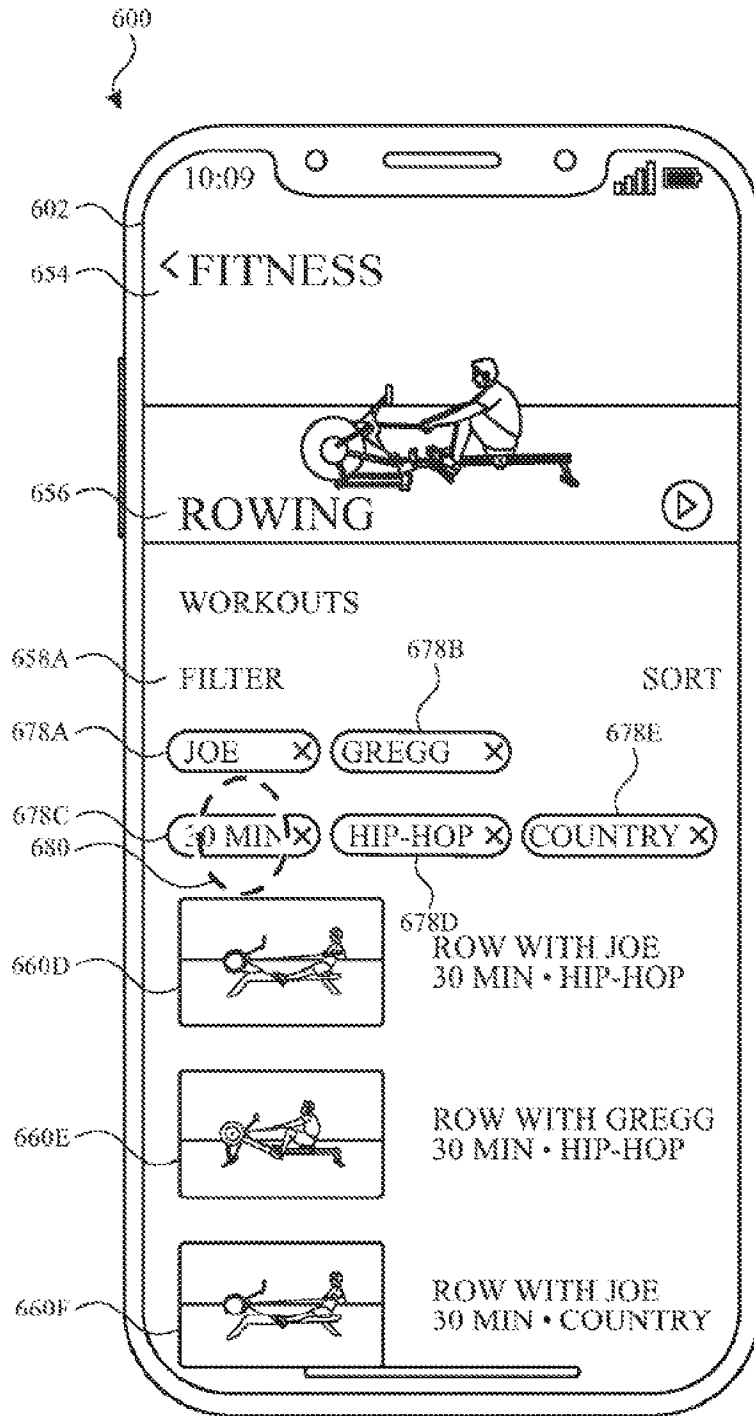 600
10:09
602
654
< FITNESS
656
ROWING
WORKOUTS
658A
FILTER
678B
SORT
678A
JOE ×
GREGG ×
678E
678C
30 MIN ×
HIP-HOP ×
COUNTRY ×
680
678D
660D
ROW WITH JOE
30 MIN • HIP-HOP
660E
ROW WITH GREGG
30 MIN • HIP-HOP
660F
ROW WITH JOE
30 MIN • COUNTRY